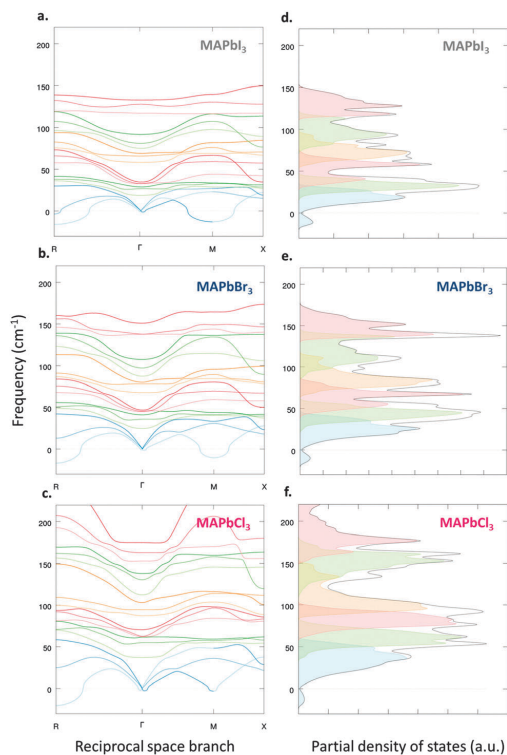 a.
MAPbI₃
200
150
100
50
0
R Γ M X
d.
MAPbI₃
200
150
100
50
0
b.
MAPbBr₃
200
150
100
50
0
R Γ M X
e.
MAPbBr₃
200
150
100
50
0
c.
MAPbCl₃
200
150
100
50
0
R Γ M X
f.
MAPbCl₃
200
150
100
50
0
Frequency (cm⁻¹)
Reciprocal space branch
Partial density of states (a.u.)